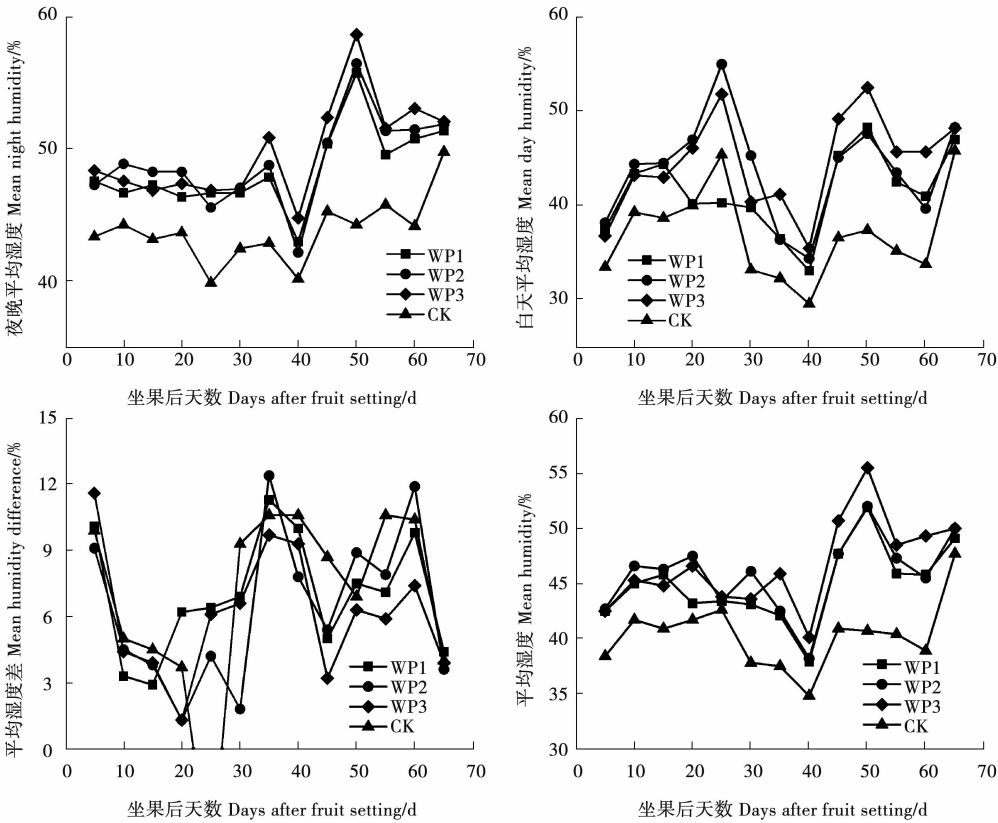 60
50
40
夜晚平均湿度 Mean night humidity/%
WP1
WP2
WP3
CK
0 10 20 30 40 50 60 70
坐果后天数 Days after fruit setting/d
60
50
40
30
白天平均湿度 Mean day humidity/%
WP1
WP2
WP3
CK
0 10 20 30 40 50 60 70
坐果后天数 Days after fruit setting/d
15
12
9
6
3
0
平均湿度差 Mean humidity difference/%
WP1
WP2
WP3
CK
0 10 20 30 40 50 60 70
坐果后天数 Days after fruit setting/d
60
55
50
45
40
35
30
平均湿度 Mean humidity/%
WP1
WP2
WP3
CK
0 10 20 30 40 50 60 70
坐果后天数 Days after fruit setting/d